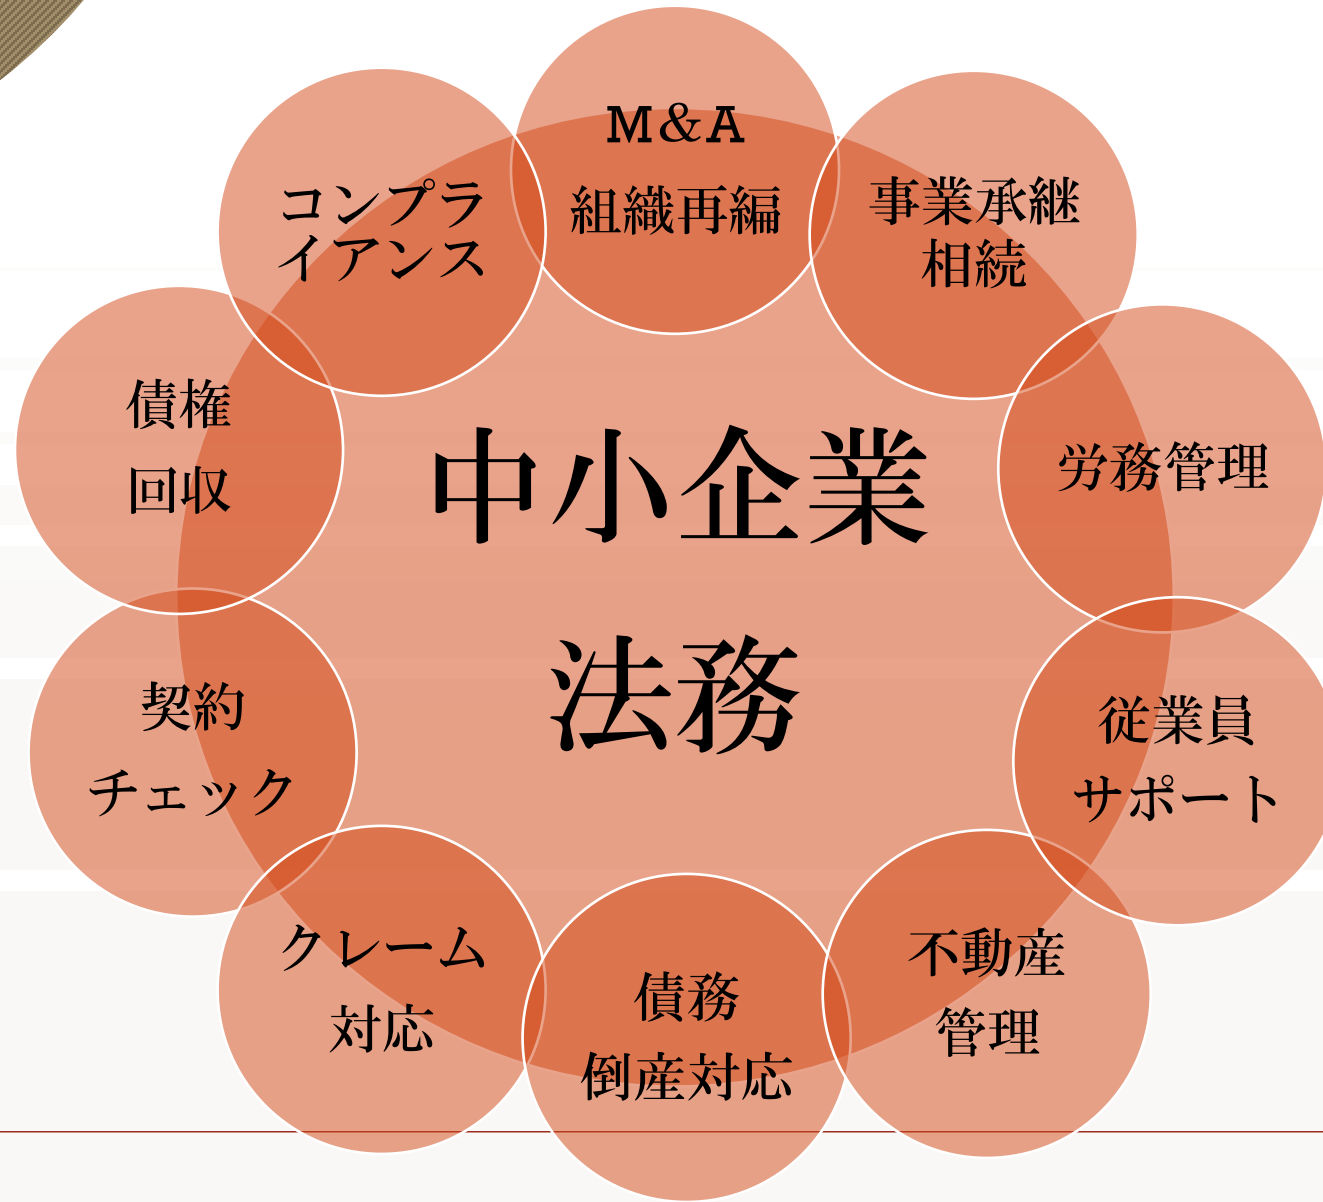 M&A
組織再編
事業承継
相続
労務管理
従業員
サポート
不動産
管理
債務
倒産対応
クレーム
対応
契約
チェック
債権
回収
コンプラ
イアンス
中小企業
法務